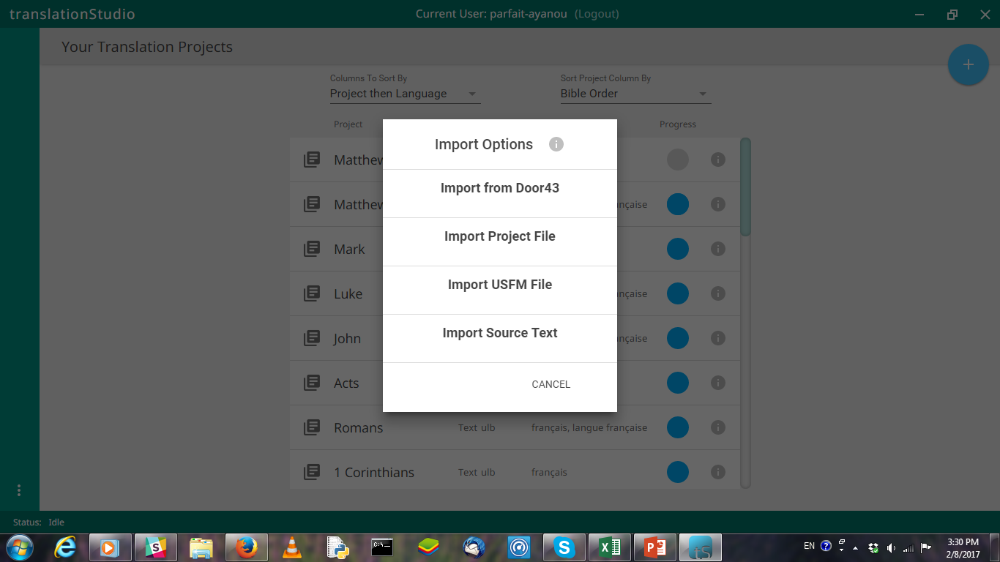 translationStudio
Current User: parfait-ayanou (Logout)
Your Translation Projects
Columns To Sort By
Project then Language
Sort Project Column By
Bible Order
Project
Progress
Import Options
Import from Door43
Import Project File
Import USFM File
Import Source Text
CANCEL
Matthew
Matthew
nçaise
Mark
Luke
nçaise
John
nçaise
Acts
Romans
Text ulb
français, langue française
1 Corinthians
Text ulb
français
Status: Idle
EN
3:30 PM
2/8/2017